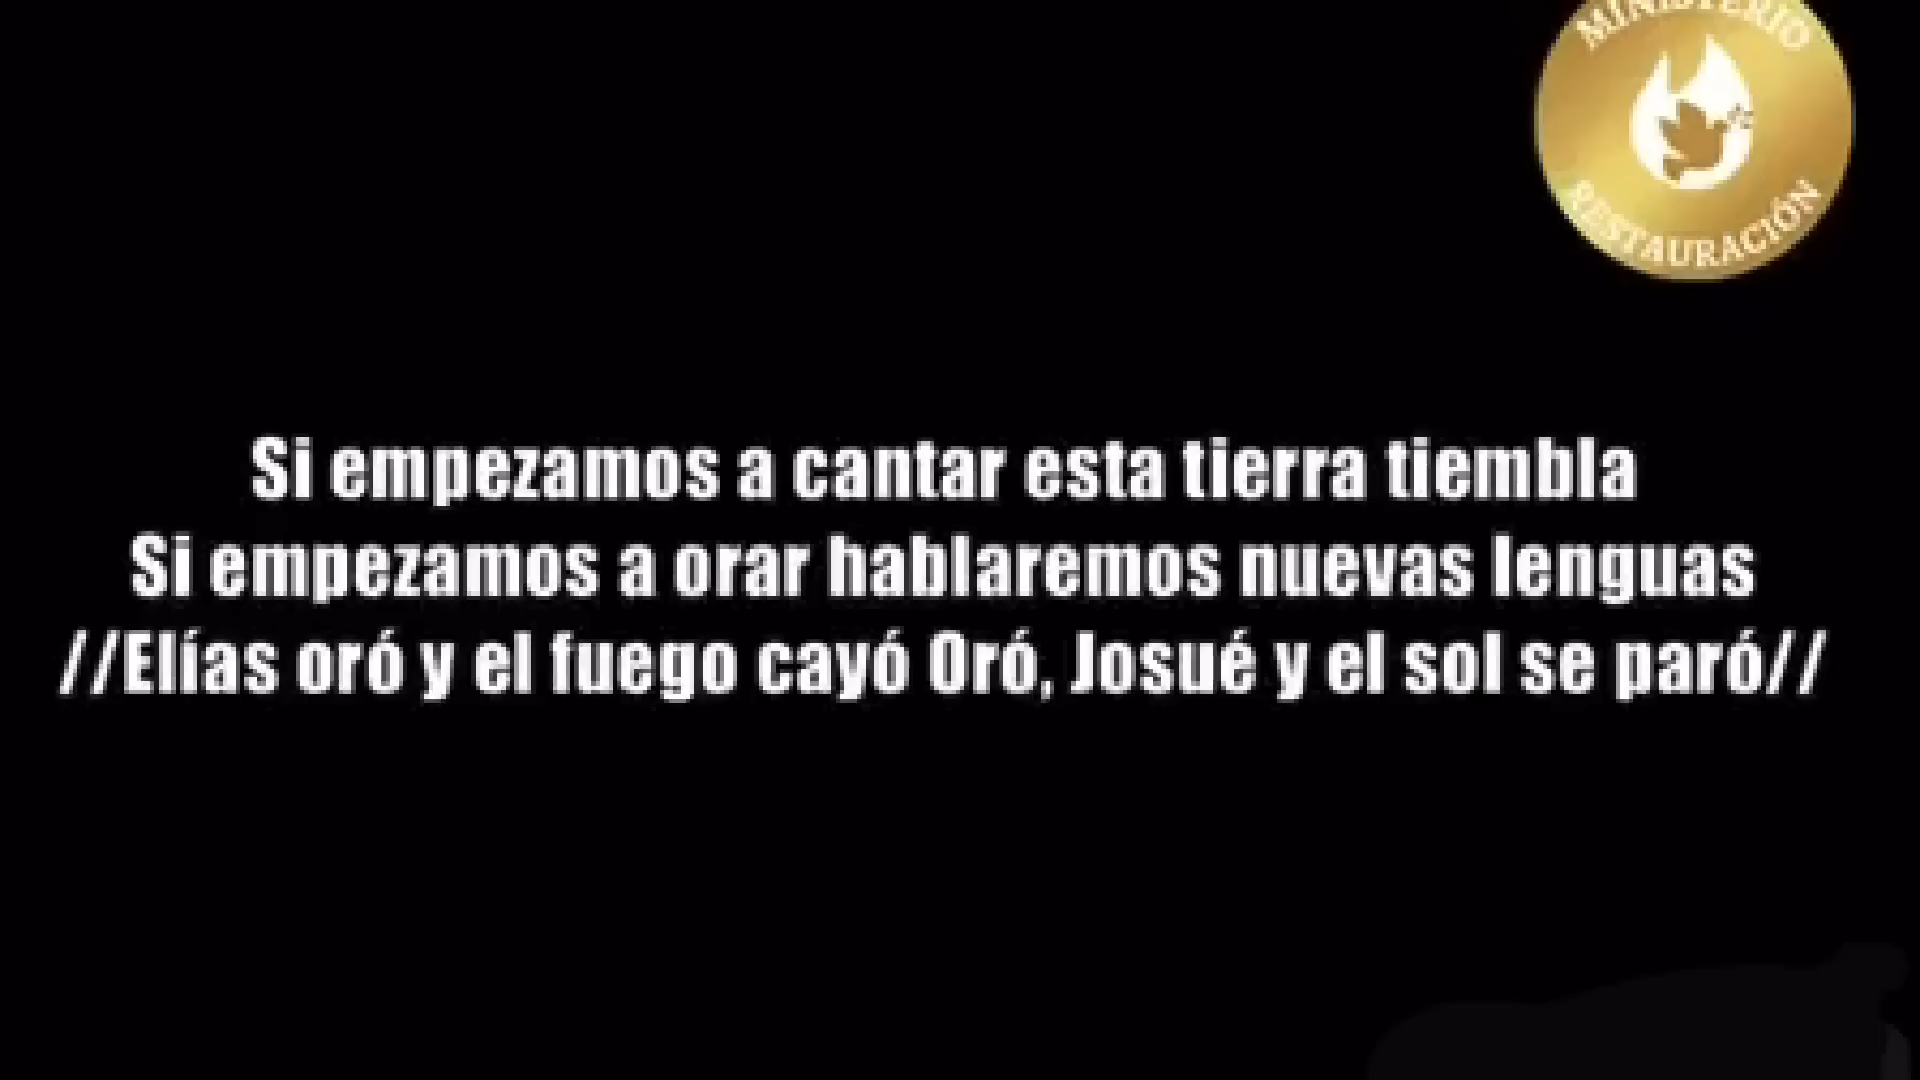 MINISTERIO
RESTAURACIÓN
Si empezamos a cantar esta tierra tiembla
Si empezamos a orar hablaremos nuevas lenguas
//Elías oró y el fuego cayó Oró, Josué y el sol se paró//